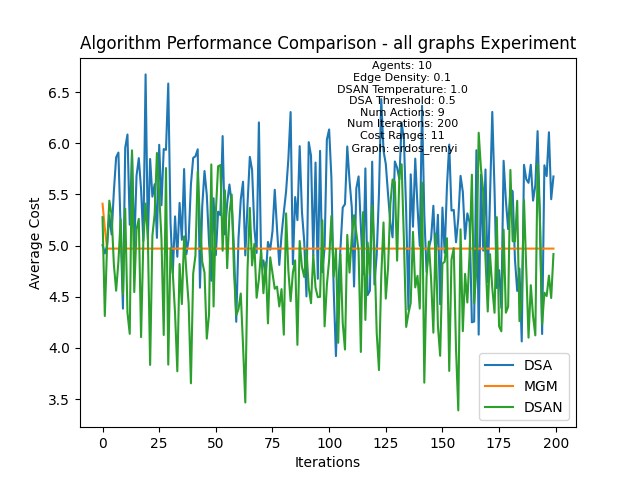 Algorithm Performance Comparison - all graphs Experiment
Agents: 10
Edge Density: 0.1
DSAN Temperature: 1.0
DSA Threshold: 0.5
Num Actions: 9
Num Iterations: 200
Cost Range: 11
Graph: erdos_renyi
6.5
6.0
5.5
5.0
4.5
4.0
3.5
Average Cost
DSA
MGM
DSAN
0 25 50 75 100 125 150 175 200
Iterations